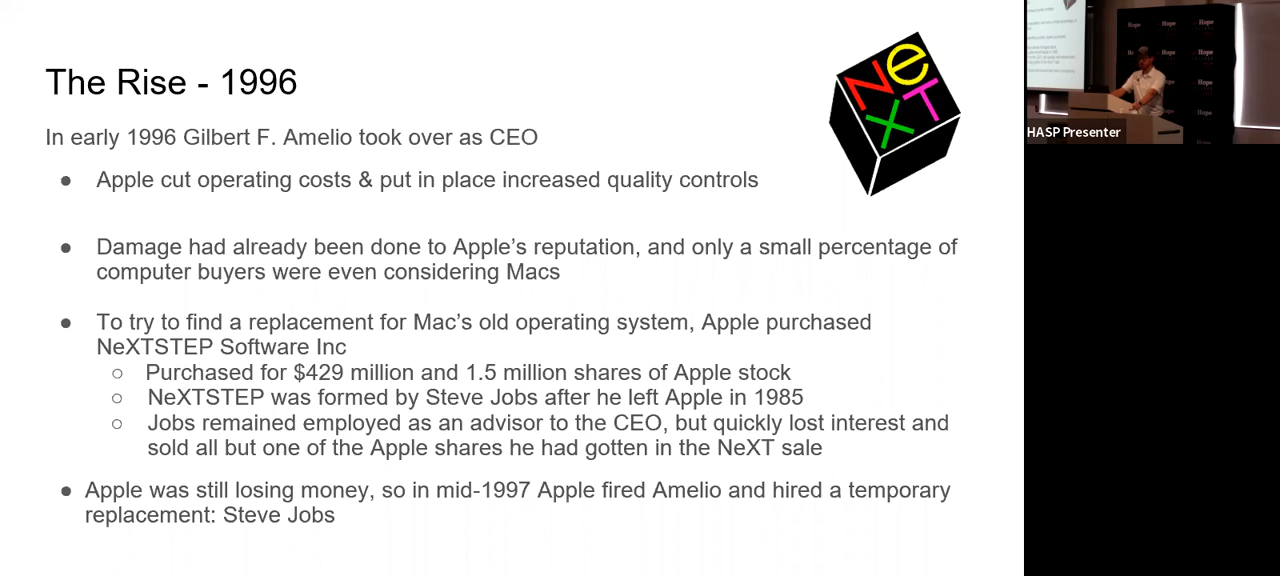 The Rise - 1996
In early 1996 Gilbert F. Amelio took over as CEO
● Apple cut operating costs & put in place increased quality controls
● Damage had already been done to Apple’s reputation, and only a small percentage of
computer buyers were even considering Macs
● To try to find a replacement for Mac’s old operating system, Apple purchased
NeXTSTEP Software Inc
○ Purchased for $429 million and 1.5 million shares of Apple stock
○ NeXTSTEP was formed by Steve Jobs after he left Apple in 1985
○ Jobs remained employed as an advisor to the CEO, but quickly lost interest and
sold all but one of the Apple shares he had gotten in the NeXT sale
● Apple was still losing money, so in mid-1997 Apple fired Amelio and hired a temporary
replacement: Steve Jobs
Ne
XT
Hope Hope Hope
Hope
HASP Presenter